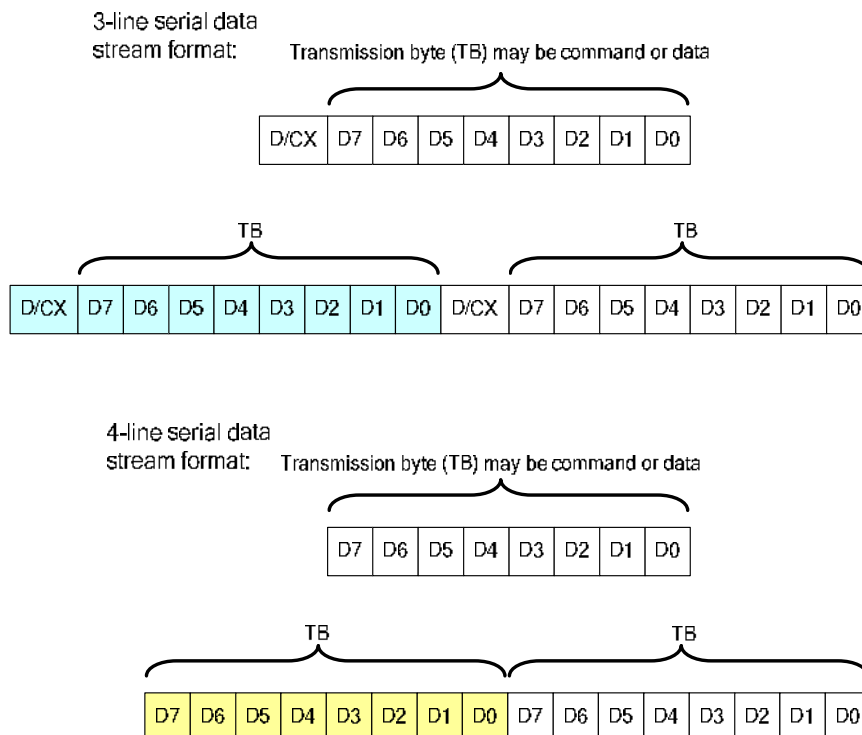 3-line serial data
stream format: Transmission byte (TB) may be command or data
D/CX D7 D6 D5 D4 D3 D2 D1 D0
TB TB
D/CX D7 D6 D5 D4 D3 D2 D1 D0 D/CX D7 D6 D5 D4 D3 D2 D1 D0
4-line serial data
stream format: Transmission byte (TB) may be command or data
D7 D6 D5 D4 D3 D2 D1 D0
TB TB
D7 D6 D5 D4 D3 D2 D1 D0 D7 D6 D5 D4 D3 D2 D1 D0